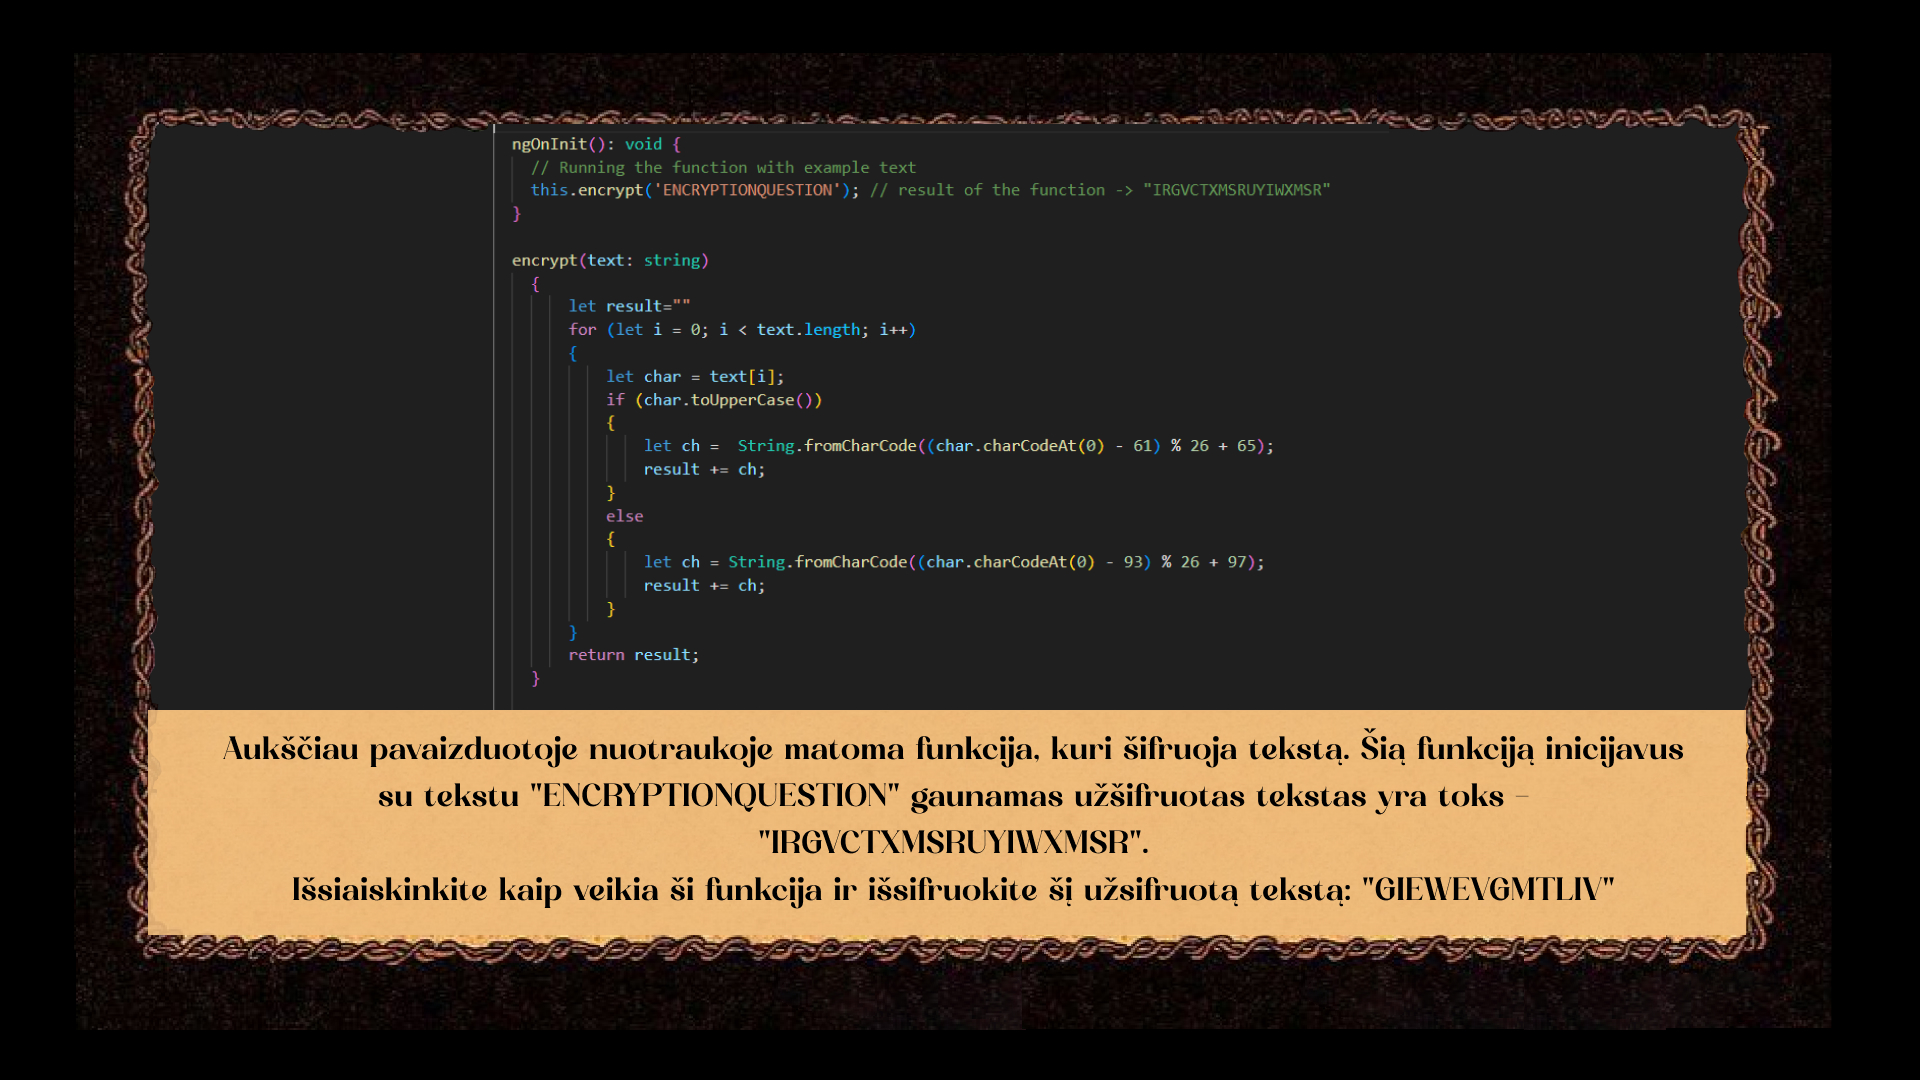 ngOnInit(): void {
// Running the function with example text
this.encrypt('ENCRYPTIONQUESTION'); // result of the function -> "IRGVCTXMSRUYIWXMSR"
}
encrypt(text: string)
{
let result=""
for (let i = 0; i < text.length; i++)
{
let char = text[i];
if (char.toUpperCase())
{
let ch =  String.fromCharCode((char.charCodeAt(0) - 61) % 26 + 65);
result += ch;
}
else
{
let ch = String.fromCharCode((char.charCodeAt(0) - 93) % 26 + 97);
result += ch;
}
}
return result;
}
Aukščiau pavaizduotoje nuotraukoje matoma funkcija, kuri šifruoja tekstą. Šią funkciją inicijavus
su tekstu "ENCRYPTIONQUESTION" gaunamas užšifruotas tekstas yra toks –
"IRGVCTXMSRUYIWXMSR".
Išsiaiskinkite kaip veikia ši funkcija ir išsifruokite šį užsifruotą tekstą: "GIEWEVGMTLIV"